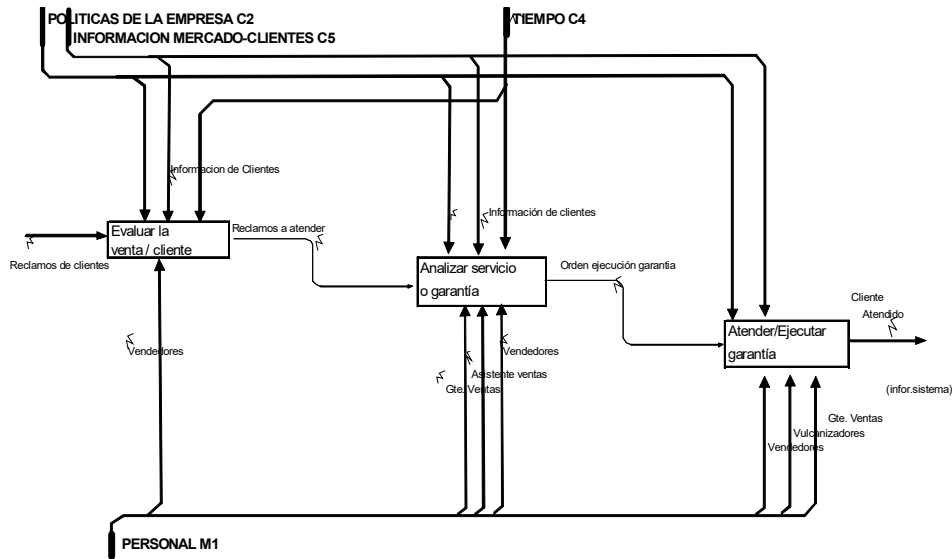 POLITICAS DE LA EMPRESA C2
TIEMPO C4
INFORMACION MERCADO-CLIENTES C5
Informacion de Clientes
Información de clientes
Evaluar la
venta / cliente
Reclamos a atender
Reclamos de clientes
Analizar servicio
o garantía
Orden ejecución garantia
Cliente
Atendido
Atender/Ejecutar
garantía
Vendedores
Vendedores
Asistente ventas
Gte. Ventas
(infor.sistema)
Gte. Ventas
Vulcanizadores
Vendedores
PERSONAL M1